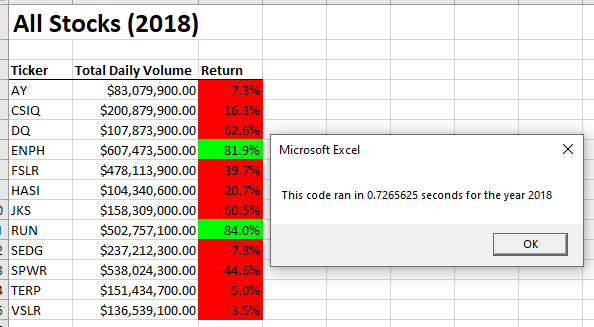 All Stocks (2018)
Ticker Total Daily Volume Return
AY $83,079,900.00 -7.3%
CSIQ $200,879,900.00 -16.3%
DQ $107,873,900.00 -62.6%
ENPH $607,473,500.00 81.9%
FSLR $478,113,900.00 -39.7%
HASI $104,340,600.00 -20.7%
JKS $158,309,000.00 -60.5%
RUN $502,757,100.00 84.0%
SEDG $237,212,300.00 -7.8%
SPWR $538,024,300.00 -44.6%
TERP $151,434,700.00 -5.0%
VSLR $136,539,100.00 -3.5%
Microsoft Excel
This code ran in 0.7265625 seconds for the year 2018
OK